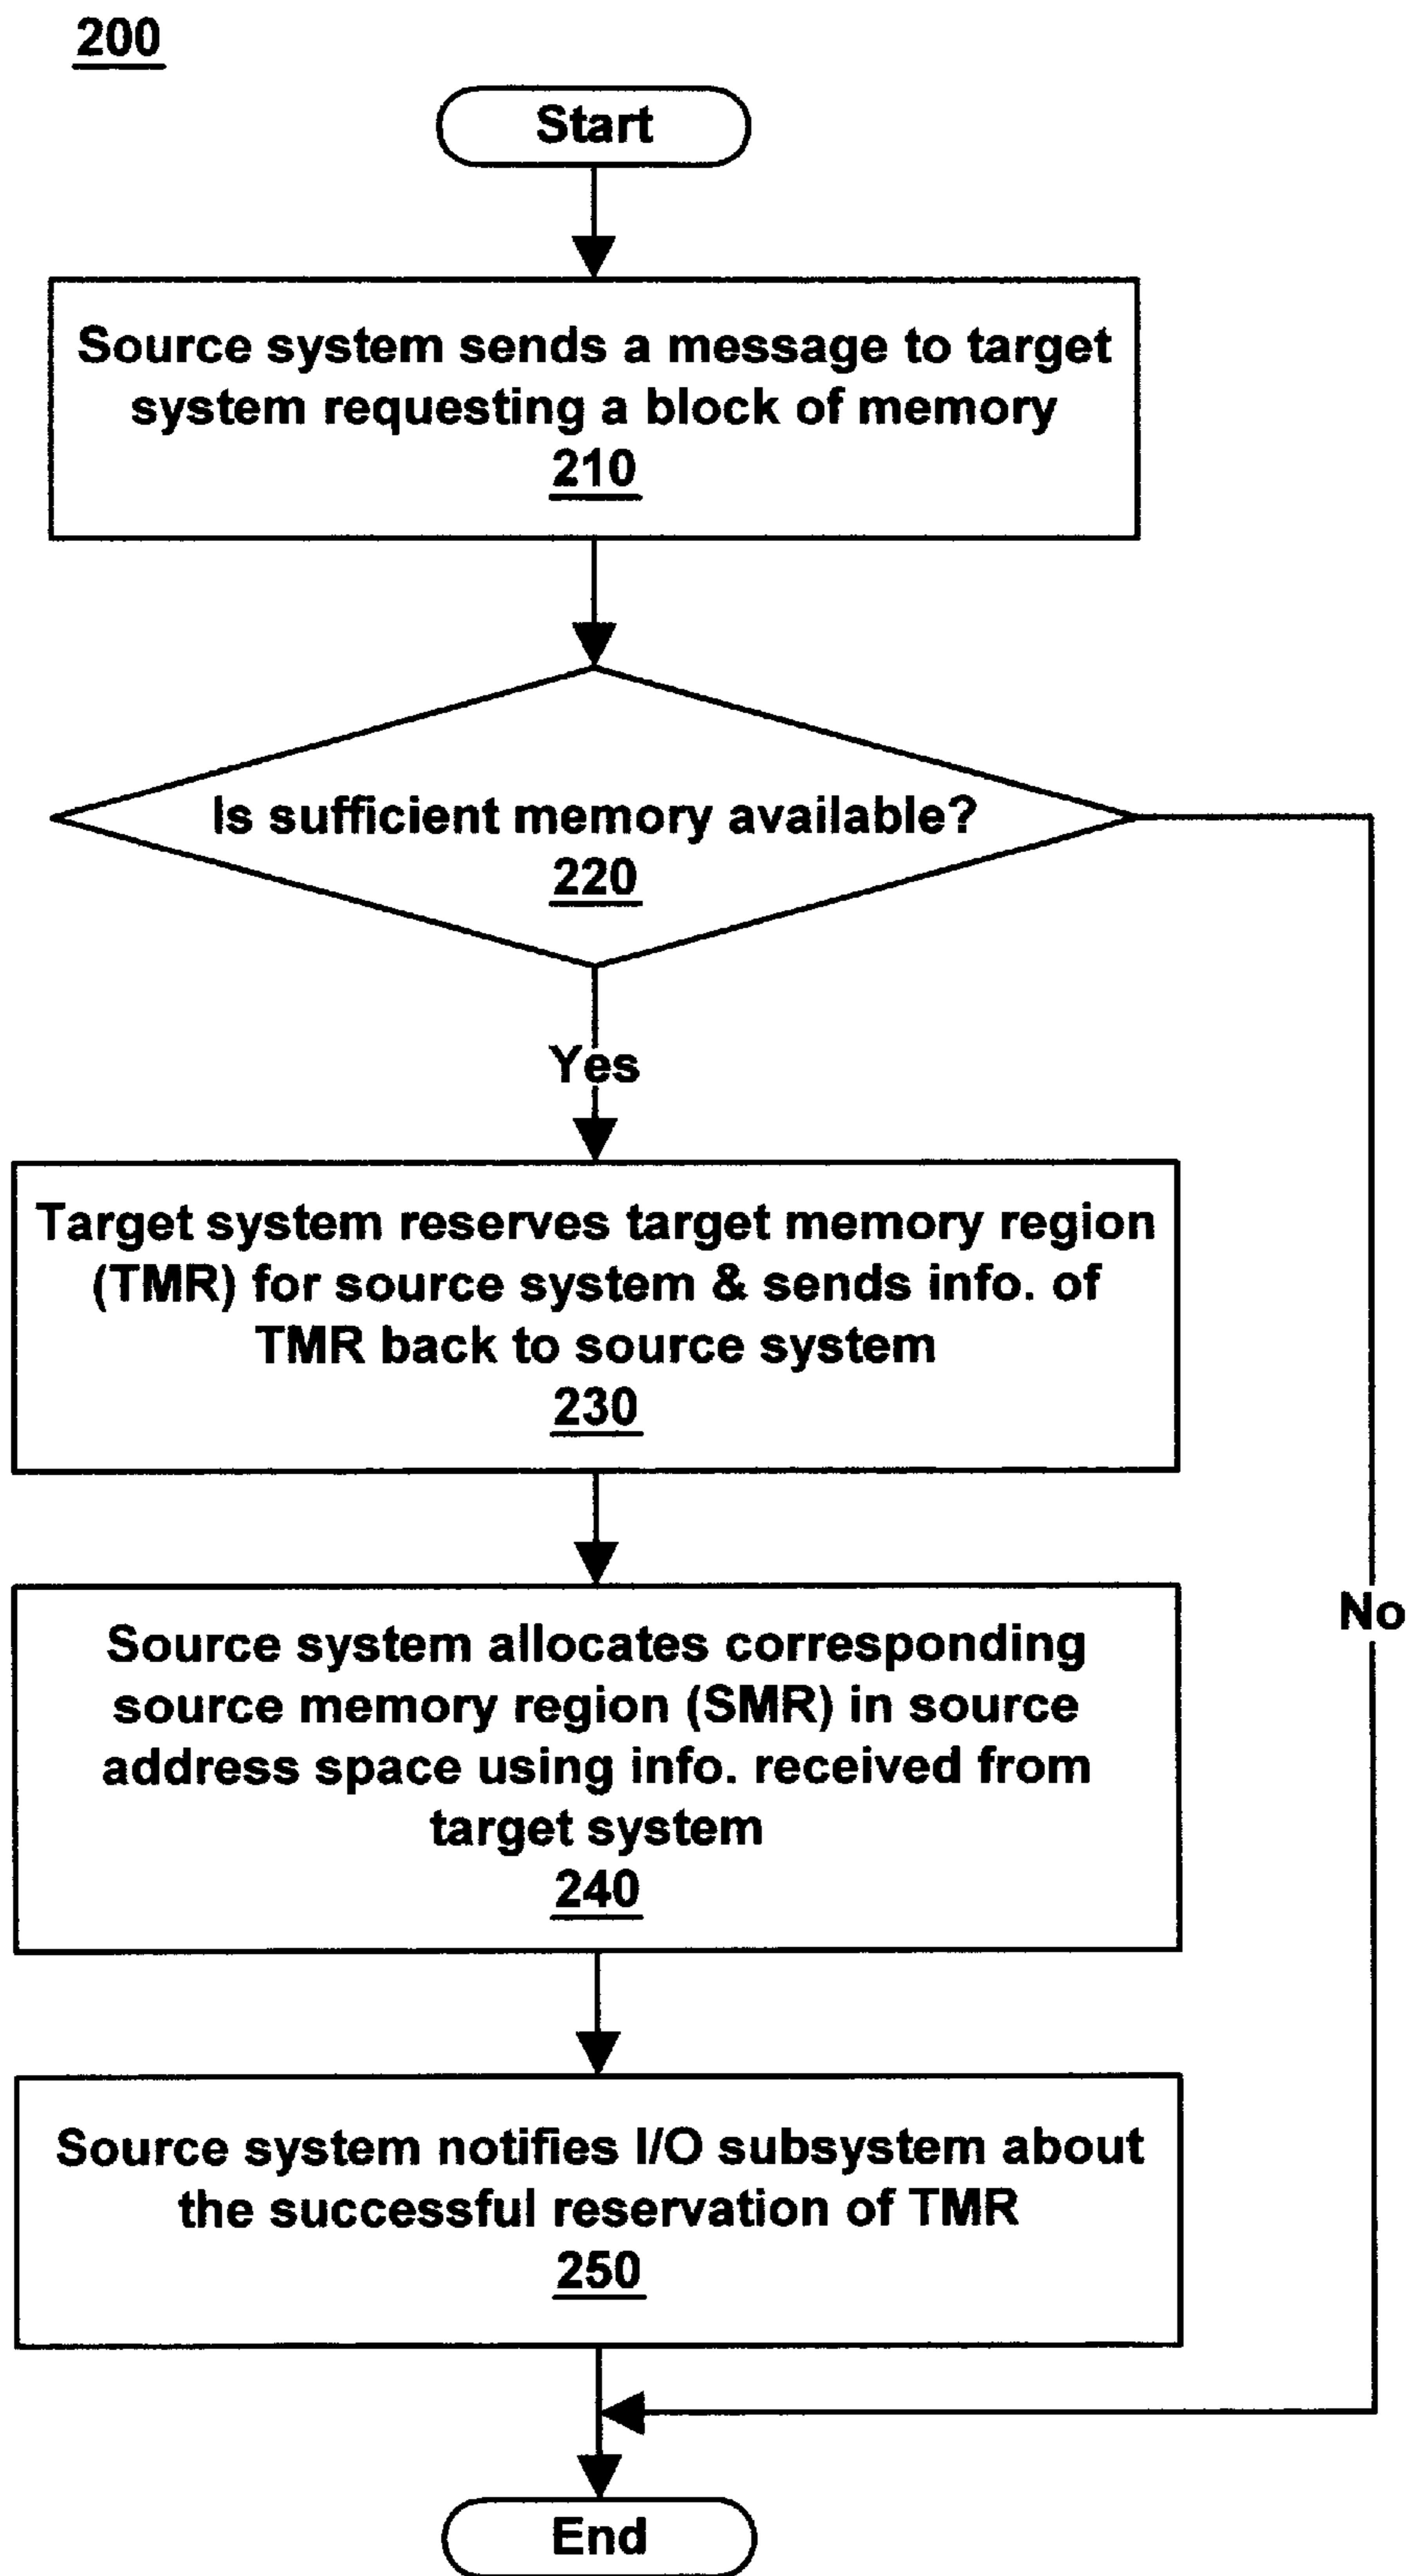 200
Start
Source system sends a message to target
system requesting a block of memory
210
Is sufficient memory available?
220
Yes
Target system reserves target memory region
(TMR) for source system & sends info. of
TMR back to source system
230
Source system allocates corresponding
source memory region (SMR) in source
address space using info. received from
target system
240
No
Source system notifies I/O subsystem about
the successful reservation of TMR
250
End